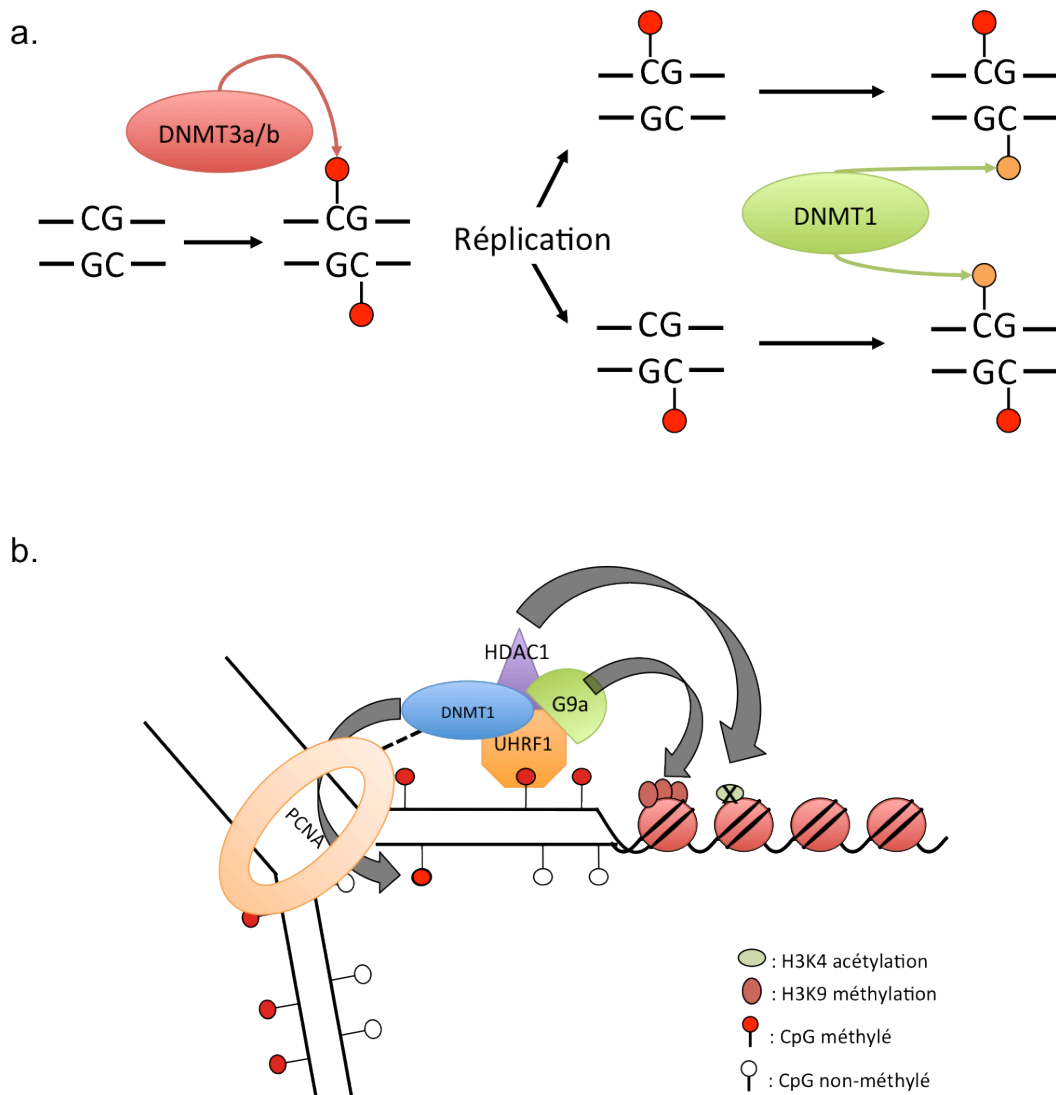 a.
DNMT3a/b
CG
GC
CG
GC
Réplication
CG
GC
CG
GC
DNMT1
CG
GC
CG
GC
b.
HDAC1
G9a
DNMT1
UHRF1
PCNA
X
: H3K4 acétylation
: H3K9 méthylation
: CpG méthylé
: CpG non-méthylé